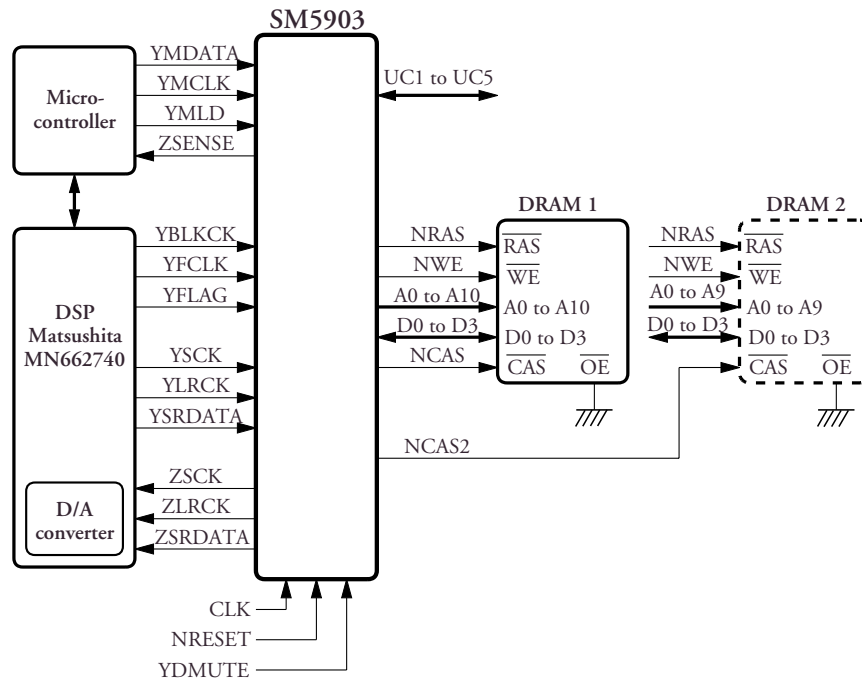 SM5903
Micro-
controller
YMDATA
YMCLK
YMLD
ZSENSE
UC1 to UC5
DSP
Matsushita
MN662740
YBLKCK
YFCLK
YFLAG
YSCK
YLRCK
YSRDATA
ZSCK
ZLRCK
ZSRDATA
D/A
converter
NRAS
NWE
A0 to A10
D0 to D3
NCAS
NCAS2
DRAM 1
RAS
WE
A0 to A10
D0 to D3
CAS OE
NRAS
NWE
A0 to A9
D0 to D3
DRAM 2
RAS
WE
A0 to A9
D0 to D3
CAS OE
CLK
NRESET
YDMUTE